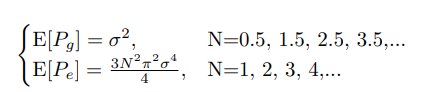 E[P_g] = σ², N=0.5, 1.5, 2.5, 3.5,...
E[P_e] = 3N²π²σ⁴/4, N=1, 2, 3, 4,...